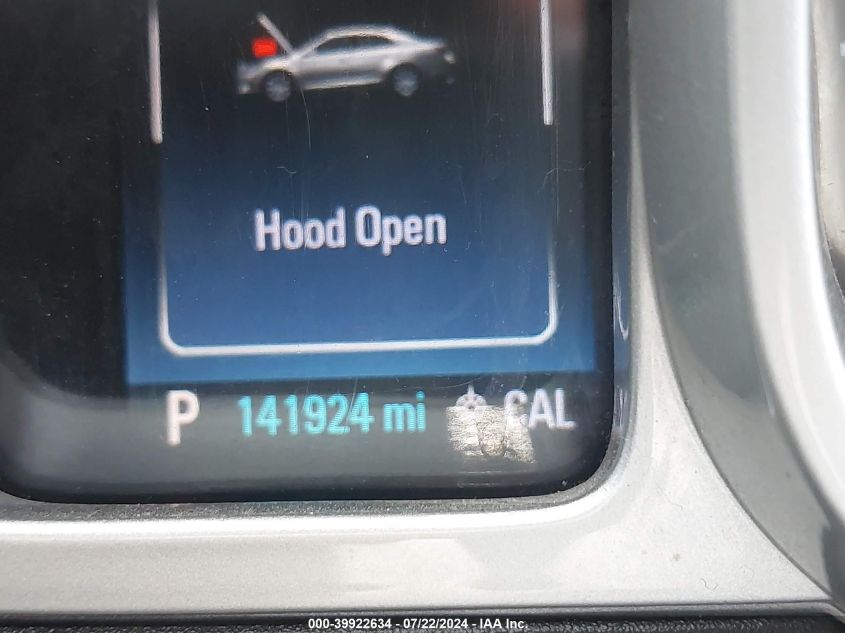 Hood Open
P 141924 mi CAL
000-39922634 / 07/22/2024 - IAA Inc.